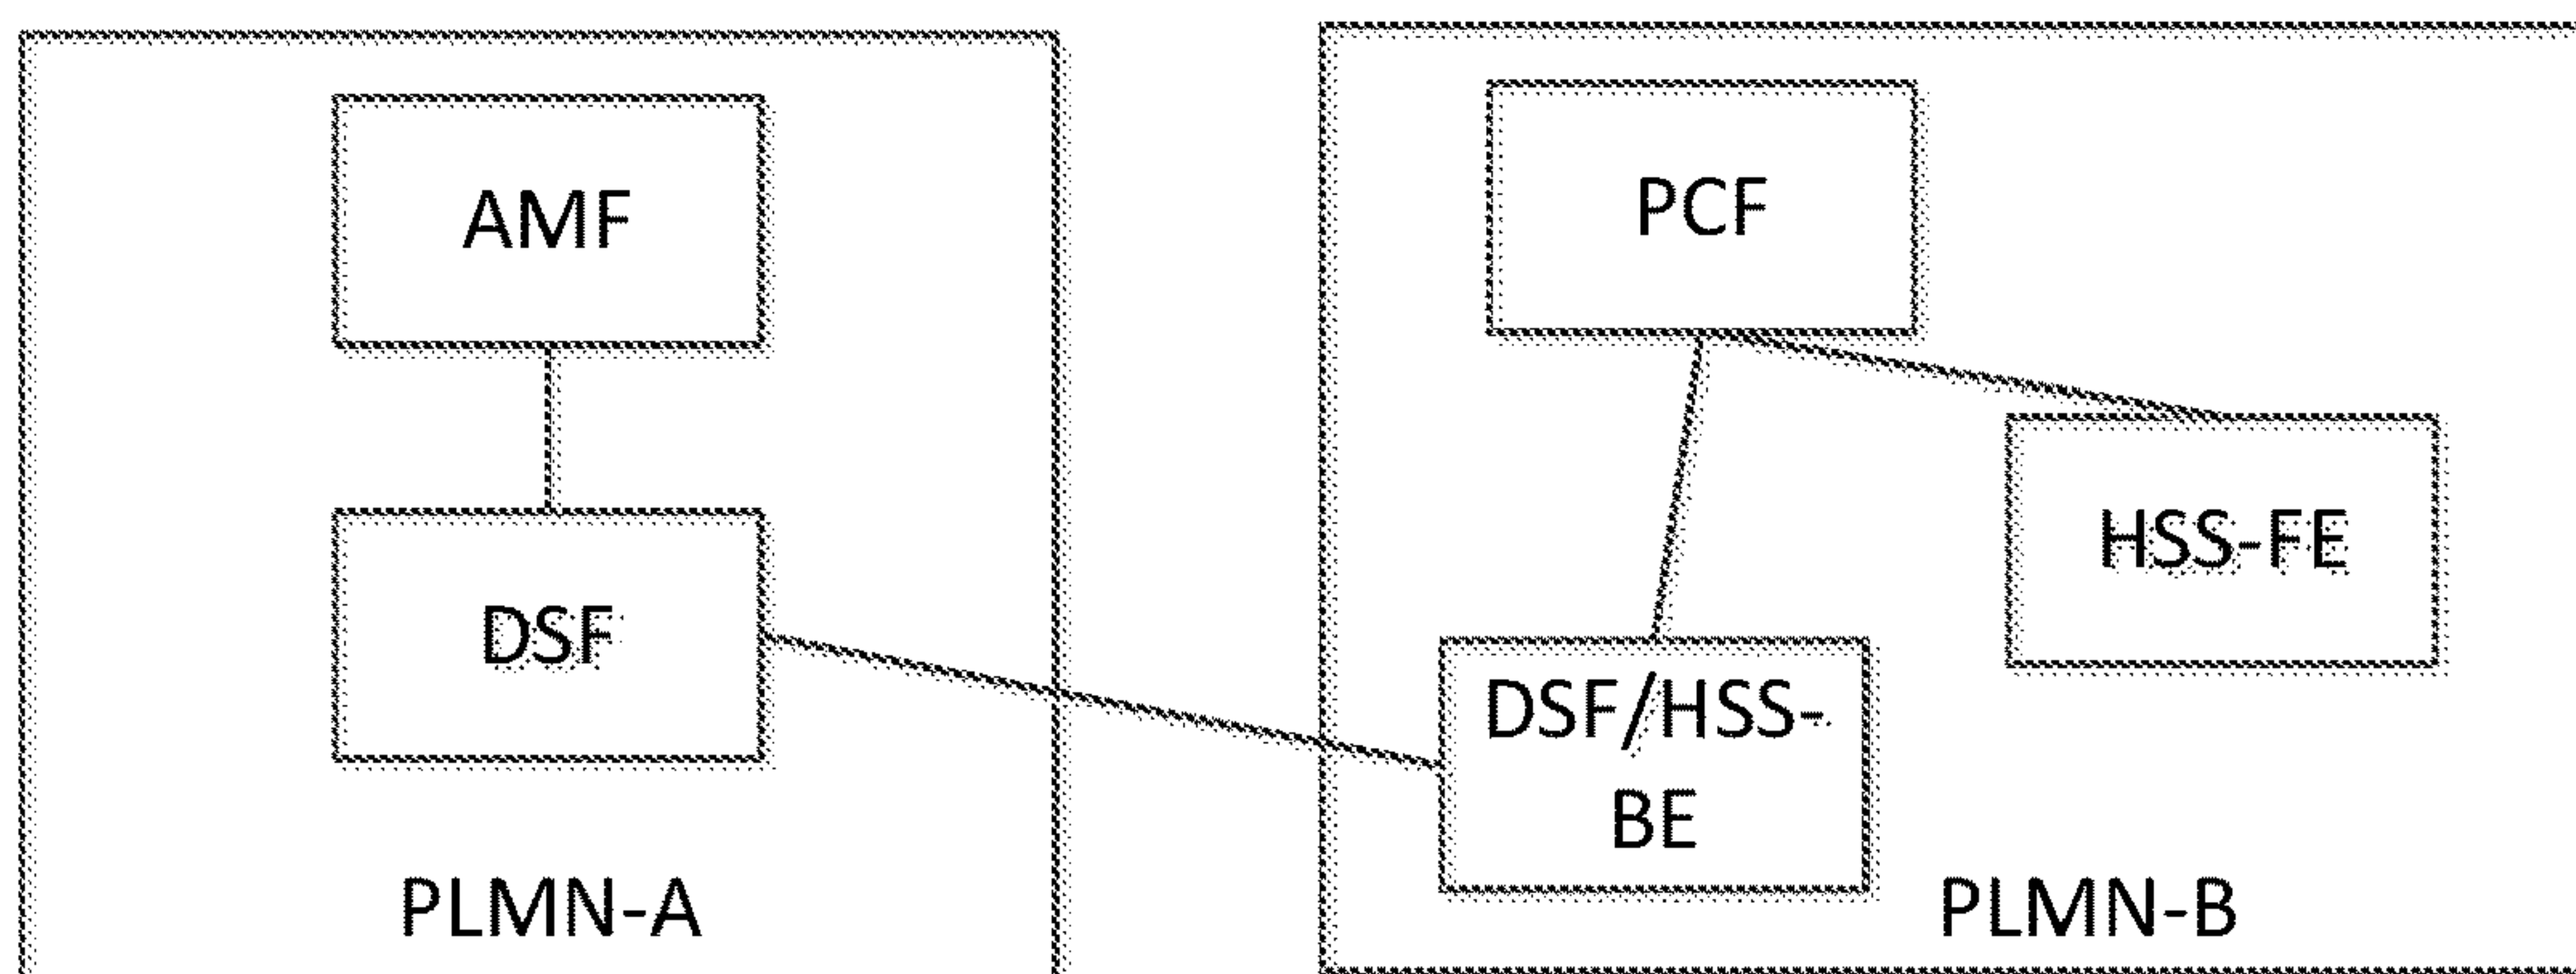 AMF
DSF
PLMN-A
PCF
HSS-FE
DSF/HSS-
BE
PLMN-B